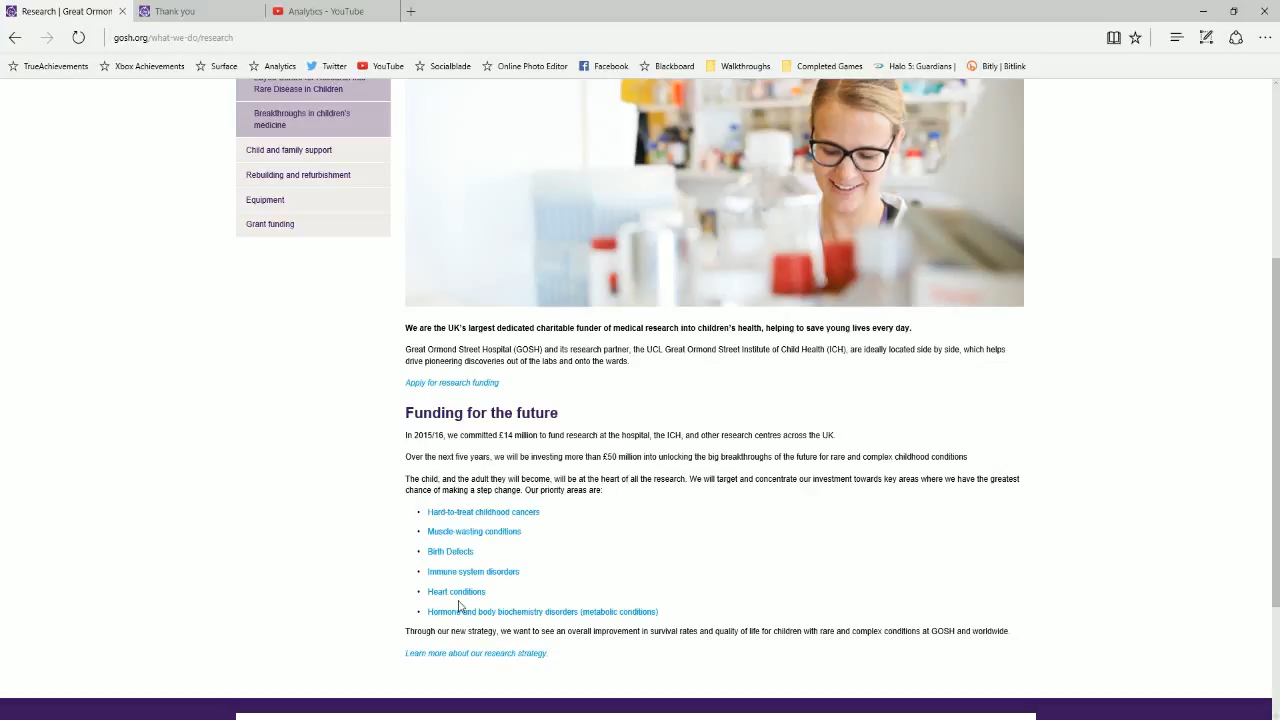 Research | Great Ormon
Thank you
Analytics - YouTube
gosh.org/what-we-do/research
TrueAchievements
Xbox Achievements
Surface
Analytics
Twitter
YouTube
Socialblade
Online Photo Editor
Facebook
Blackboard
Walkthroughs
Completed Games
Halo 5: Guardians |
Bitly | Bitlink
Rare Disease in Children
Breakthroughs in children's
medicine
Child and family support
Rebuilding and refurbishment
Equipment
Grant funding
We are the UK's largest dedicated charitable funder of medical research into children's health, helping to save young lives every day.
Great Ormond Street Hospital (GOSH) and its research partner, the UCL Great Ormond Street Institute of Child Health (ICH), are ideally located side by side, which helps
drive pioneering discoveries out of the labs and onto the wards.
Apply for research funding
Funding for the future
In 2015/16, we committed £14 million to fund research at the hospital, the ICH, and other research centres across the UK.
Over the next five years, we will be investing more than £50 million into unlocking the big breakthroughs of the future for rare and complex childhood conditions
The child, and the adult they will become, will be at the heart of all the research. We will target and concentrate our investment towards key areas where we have the greatest
chance of making a step change. Our priority areas are:
• Hard-to-treat childhood cancers
• Muscle-wasting conditions
• Birth Defects
• Immune system disorders
• Heart conditions
• Hormone and body biochemistry disorders (metabolic conditions)
Through our new strategy, we want to see an overall improvement in survival rates and quality of life for children with rare and complex conditions at GOSH and worldwide.
Learn more about our research strategy.